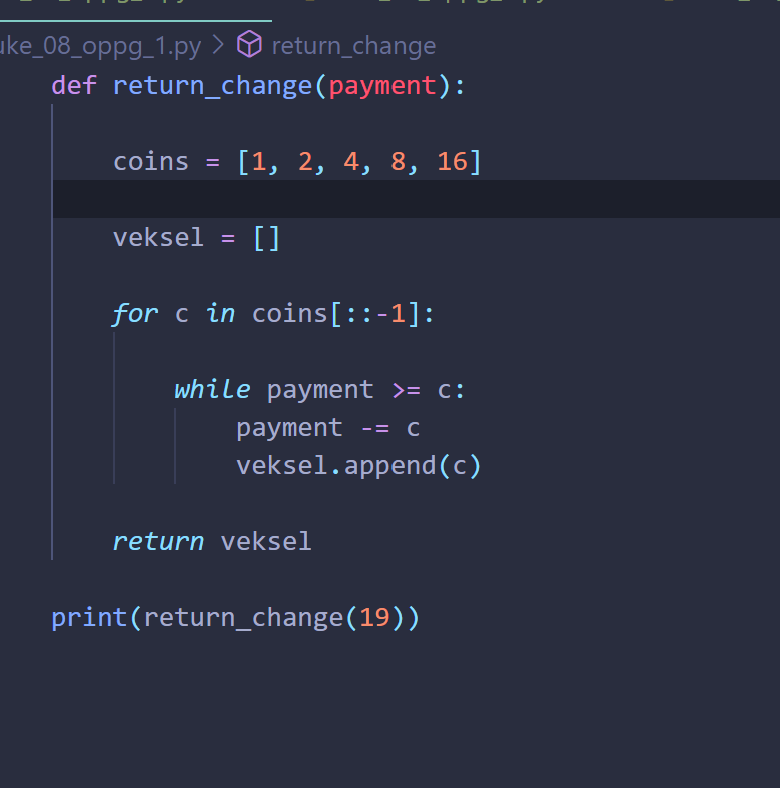 uke_08_oppg_1.py > return_change
def return_change(payment):
coins = [1, 2, 4, 8, 16]
veksel = []
for c in coins[::-1]:
while payment >= c:
payment -= c
veksel.append(c)
return veksel
print(return_change(19))